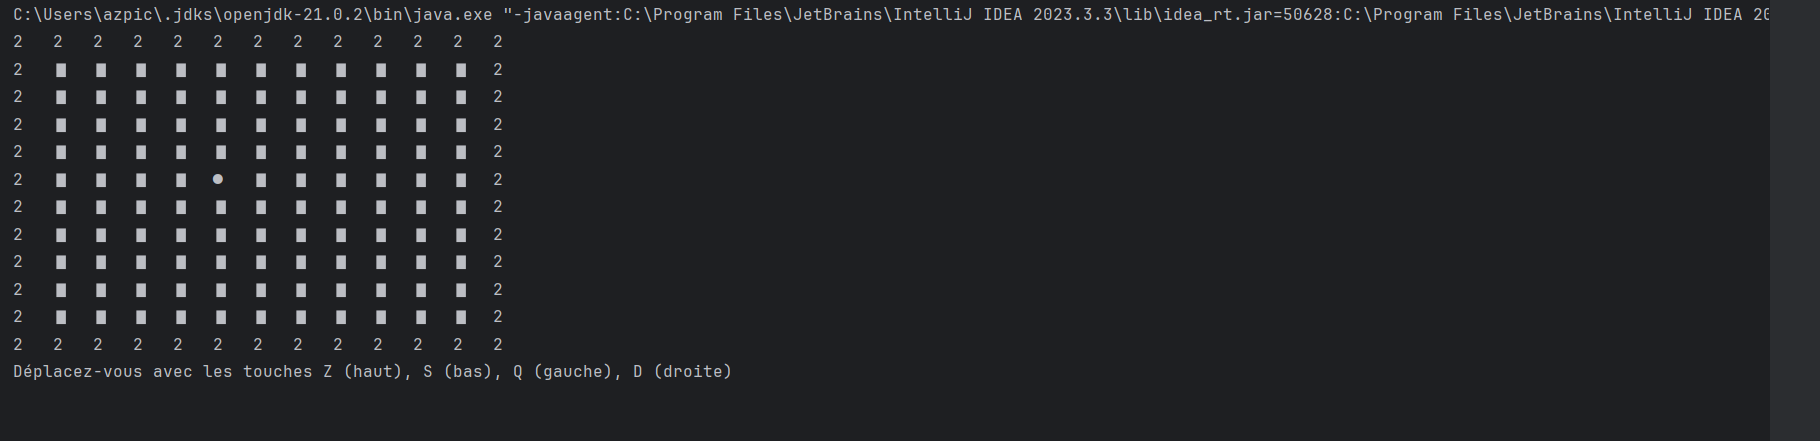 C:\Users\azpic\.jdks\openjdk-21.0.2\bin\java.exe "-javaagent:C:\Program Files\JetBrains\IntelliJ IDEA 2023.3.3\lib\idea_rt.jar=50628:C:\Program Files\JetBrains\IntelliJ IDEA 20
2 2 2 2 2 2 2 2 2 2 2 2 2
2 ■ ■ ■ ■ ■ ■ ■ ■ ■ ■ ■ 2
2 ■ ■ ■ ■ ■ ■ ■ ■ ■ ■ ■ 2
2 ■ ■ ■ ■ ■ ■ ■ ■ ■ ■ ■ 2
2 ■ ■ ■ ■ ■ ■ ■ ■ ■ ■ ■ 2
2 ■ ■ ■ ■ ● ■ ■ ■ ■ ■ ■ 2
2 ■ ■ ■ ■ ■ ■ ■ ■ ■ ■ ■ 2
2 ■ ■ ■ ■ ■ ■ ■ ■ ■ ■ ■ 2
2 ■ ■ ■ ■ ■ ■ ■ ■ ■ ■ ■ 2
2 ■ ■ ■ ■ ■ ■ ■ ■ ■ ■ ■ 2
2 ■ ■ ■ ■ ■ ■ ■ ■ ■ ■ ■ 2
2 2 2 2 2 2 2 2 2 2 2 2 2
Déplacez-vous avec les touches Z (haut), S (bas), Q (gauche), D (droite)